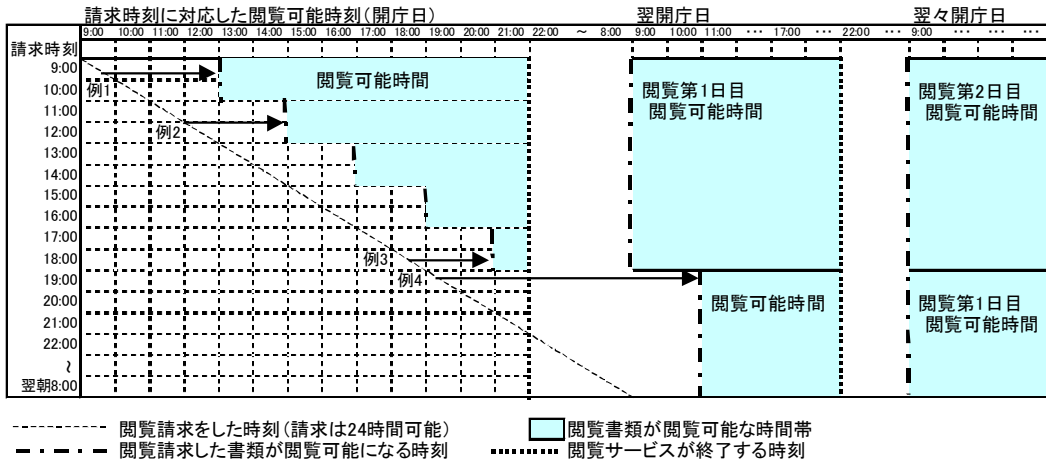 請求時刻に対応した閲覧可能時刻(開庁日) 翌開庁日 翌々開庁日
9:00 10:00 11:00 12:00 13:00 14:00 15:00 16:00 17:00 18:00 19:00 20:00 21:00 22:00 ～ 8:00 9:00 10:00 11:00 … 17:00 … 22:00 … 9:00 … … …
請求時刻
9:00
10:00
11:00
12:00
13:00
14:00
15:00
16:00
17:00
18:00
19:00
20:00
21:00
22:00
～
翌朝8:00
例1
例2
例3
例4
閲覧可能時間
閲覧第1日目
閲覧可能時間
閲覧第2日目
閲覧可能時間
閲覧可能時間
閲覧第1日目
閲覧可能時間
閲覧請求をした時刻(請求は24時間可能)
閲覧書類が閲覧可能な時間帯
閲覧請求した書類が閲覧可能になる時刻
閲覧サービスが終了する時刻